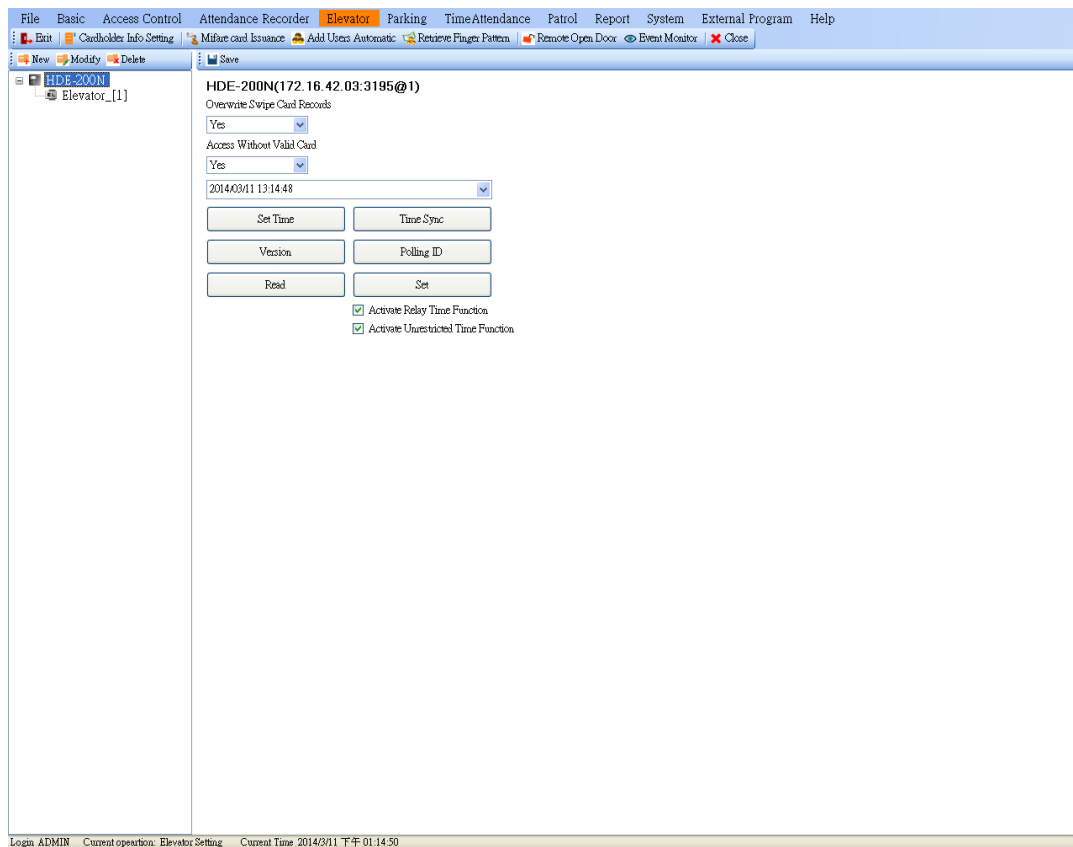 File Basic Access Control Attendance Recorder Elevator Parking TimeAttendance Patrol Report System External Program Help
Exit Cardholder Info Setting Mifare card Issuance Add Users Automatic Retrieve Finger Pattern Remote Open Door Event Monitor Close
New Modify Delete Save
HDE-200N
Elevator_[1]
HDE-200N(172.16.42.03:3195@1)
Overwrite Swipe Card Records
Yes
Access Without Valid Card
Yes
2014/03/11 13:14:48
Set Time Time Sync
Version Polling ID
Read Set
Activate Relay Time Function
Activate Unrestricted Time Function
Login ADMIN Current opeartion: Elevator Setting Current Time 2014/3/11 下午 01:14:50